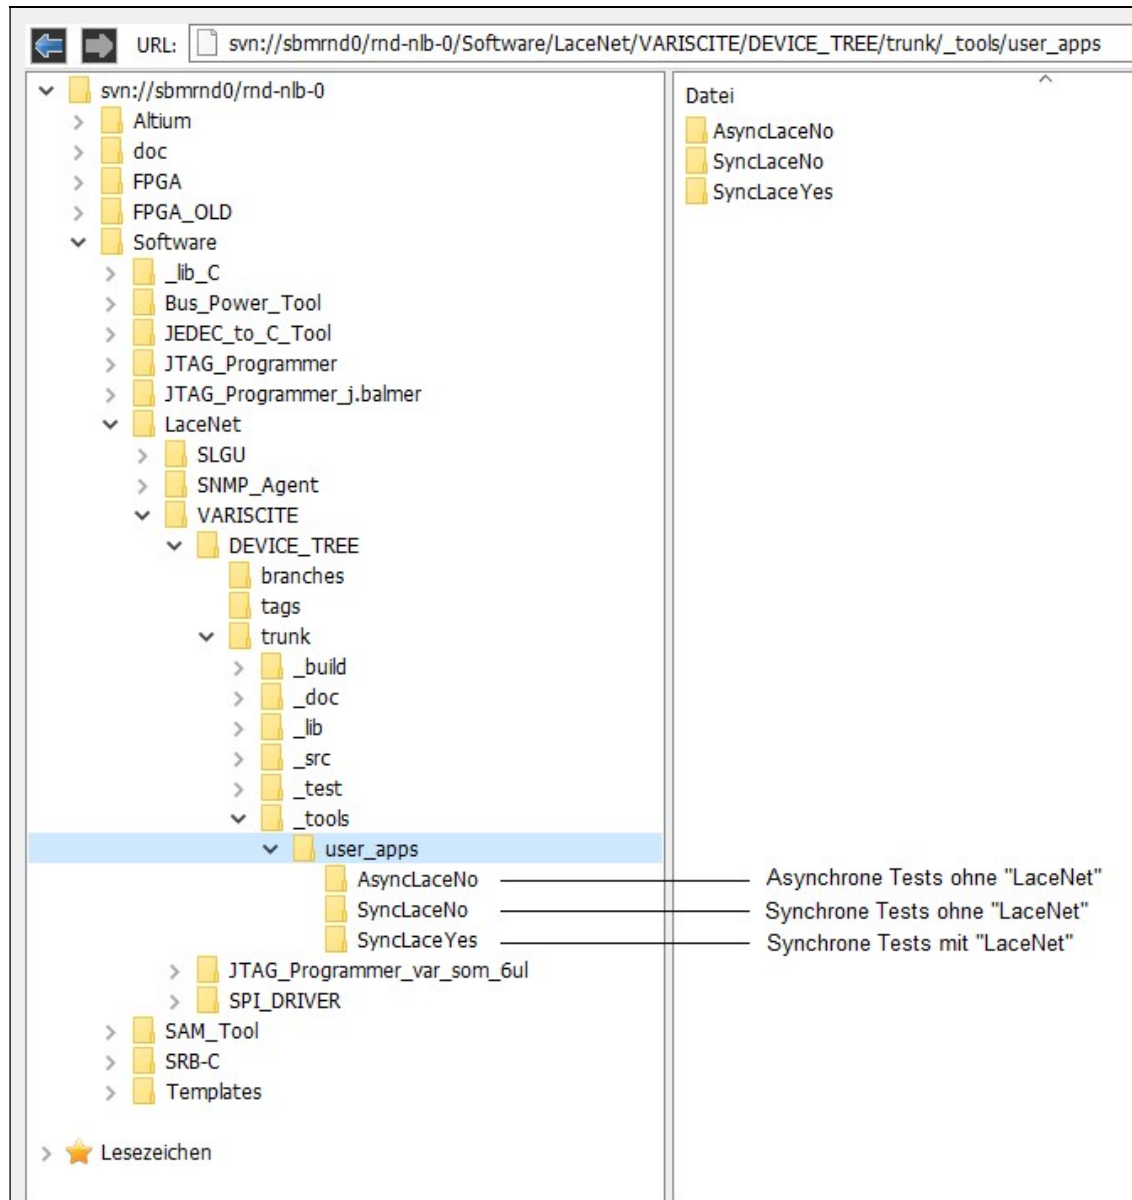 URL: svn://sbmrnd0/rnd-nlb-0/Software/LaceNet/VARISCITE/DEVICE_TREE/trunk/_tools/user_apps
svn://sbmrnd0/rnd-nlb-0
Altium
doc
FPGA
FPGA_OLD
Software
_lib_C
Bus_Power_Tool
JEDEC_to_C_Tool
JTAG_Programmer
JTAG_Programmer_j.balmer
LaceNet
SLGU
SNMP_Agent
VARISCITE
DEVICE_TREE
branches
tags
trunk
_build
_doc
_lib
_src
_test
_tools
user_apps
AsyncLaceNo
SyncLaceNo
SyncLaceYes
JTAG_Programmer_var_som_6ul
SPI_DRIVER
SAM_Tool
SRB-C
Templates
Lesezeichen
Datei
AsyncLaceNo
SyncLaceNo
SyncLaceYes
Asynchrone Tests ohne "LaceNet"
Synchrone Tests ohne "LaceNet"
Synchrone Tests mit "LaceNet"